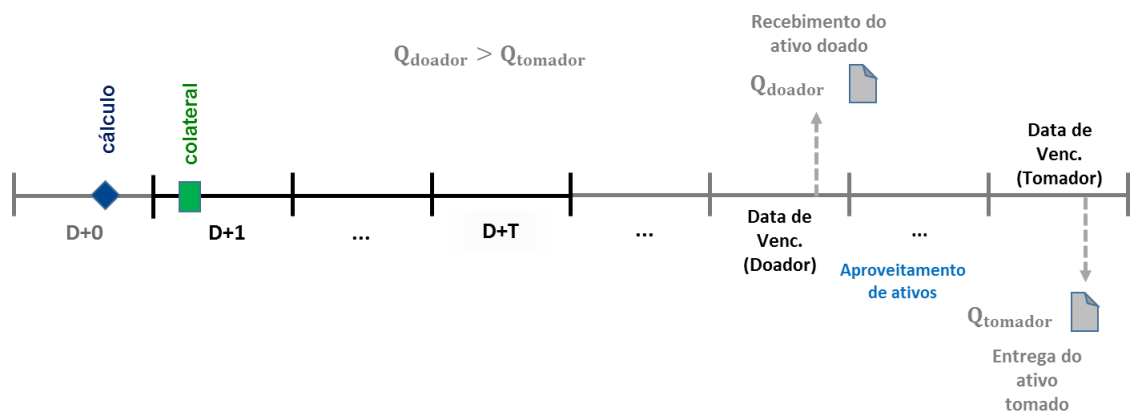 Recebimento do
ativo doado
Q_doador > Q_tomador
Q_doador
cálculo
colateral
Data de
Venc.
(Tomador)
D+0
D+1
...
D+T
...
Data de
Venc.
(Doador)
...
Aproveitamento
de ativos
Q_tomador
Entrega do
ativo
tomado